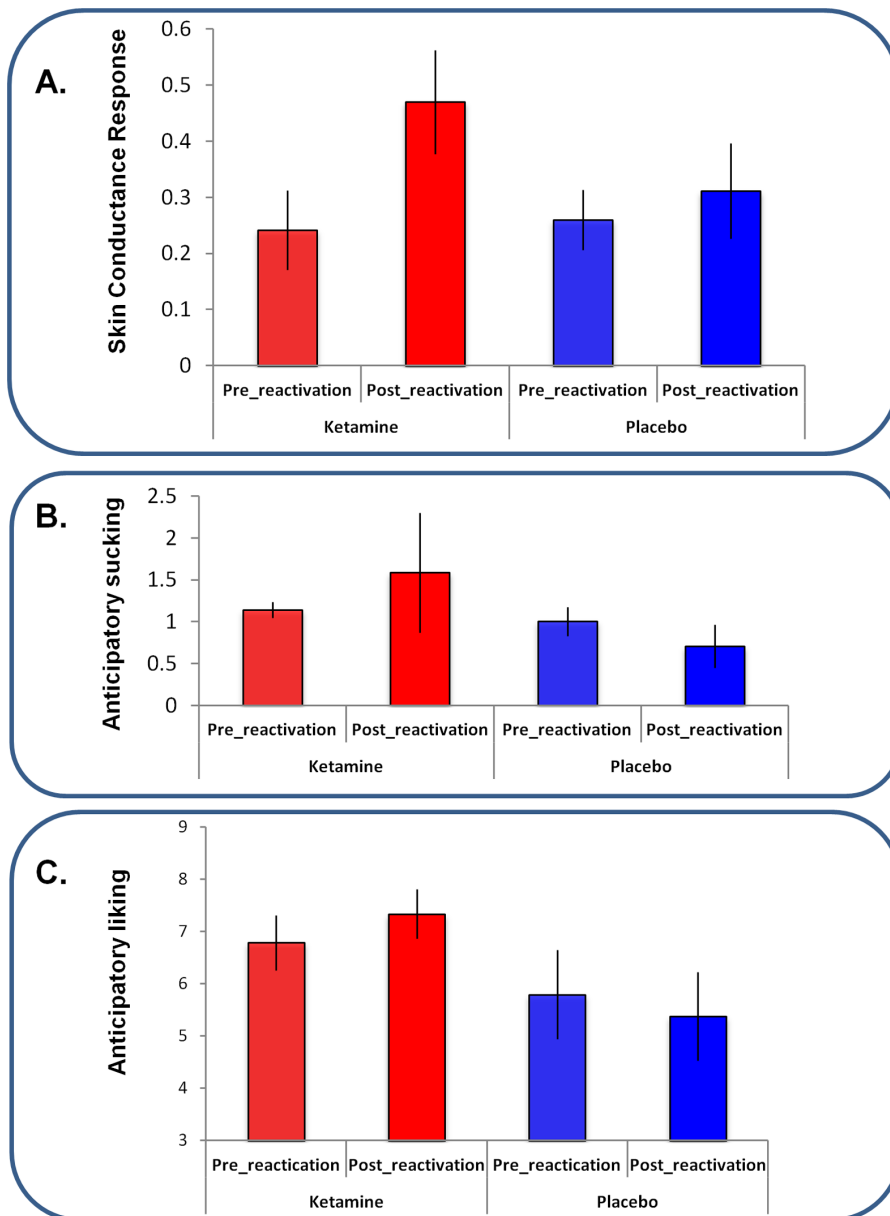 A.
Skin Conductance Response
0.6
0.5
0.4
0.3
0.2
0.1
0
Pre_reactivation Post_reactivation Pre_reactivation Post_reactivation
Ketamine Placebo
B.
Anticipatory sucking
2.5
2
1.5
1
0.5
0
Pre_reactivation Post_reactivation Pre_reactivation Post_reactivation
Ketamine Placebo
C.
Anticipatory liking
9
8
7
6
5
4
3
Pre_reactication Post_reactivation Pre_reactication Post_reactivation
Ketamine Placebo